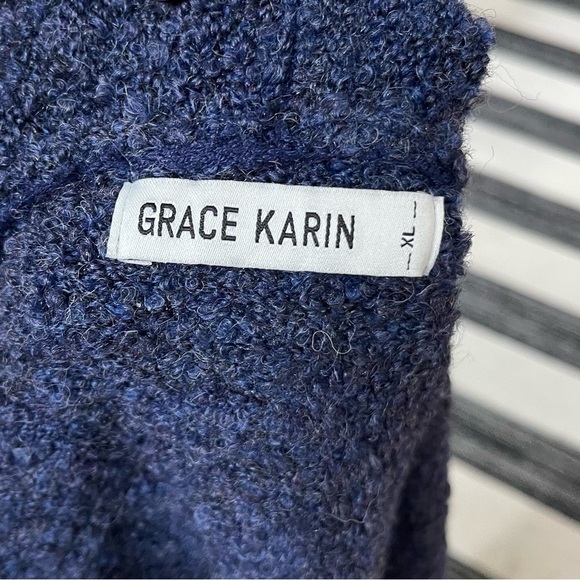 GRACE KARIN
— XL —